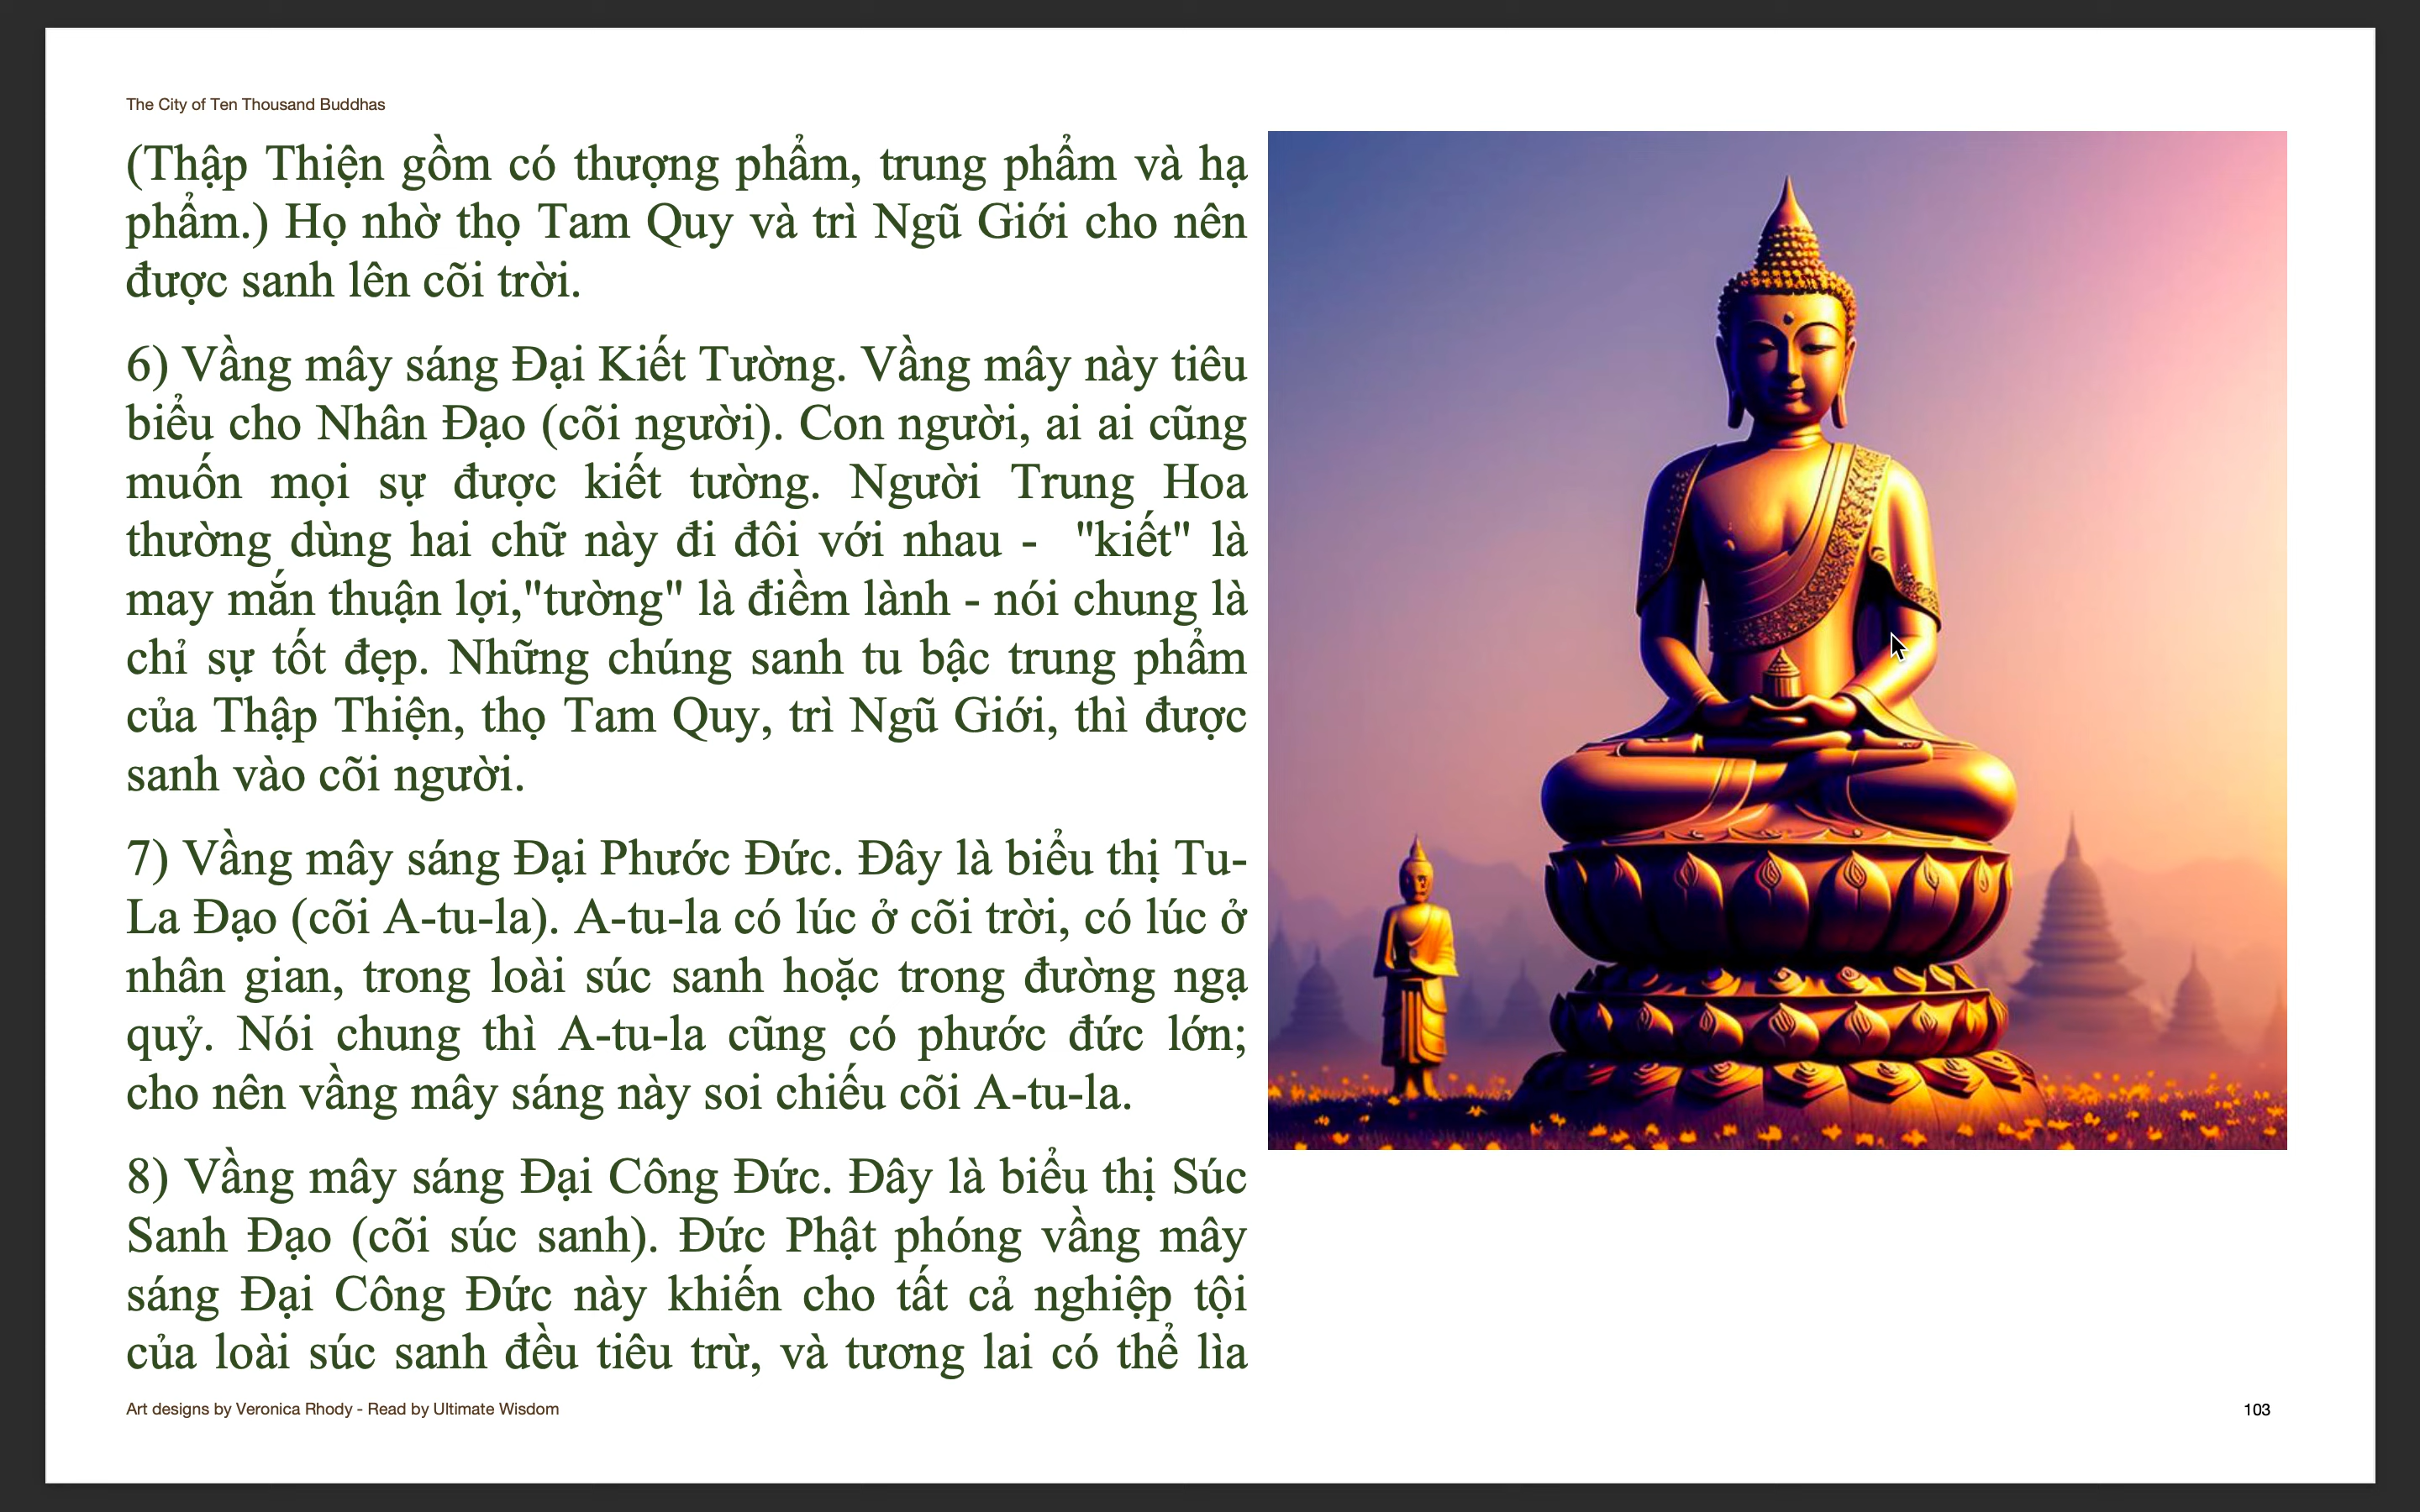 The City of Ten Thousand Buddhas
(Thập Thiện gồm có thượng phẩm, trung phẩm và hạ
phẩm.) Họ nhờ thọ Tam Quy và trì Ngũ Giới cho nên
được sanh lên cõi trời.
6) Vầng mây sáng Đại Kiết Tường. Vầng mây này tiêu
biểu cho Nhân Đạo (cõi người). Con người, ai ai cũng
muốn mọi sự được kiết tường. Người Trung Hoa
thường dùng hai chữ này đi đôi với nhau - "kiết" là
may mắn thuận lợi,"tường" là điềm lành - nói chung là
chỉ sự tốt đẹp. Những chúng sanh tu bậc trung phẩm
của Thập Thiện, thọ Tam Quy, trì Ngũ Giới, thì được
sanh vào cõi người.
7) Vầng mây sáng Đại Phước Đức. Đây là biểu thị Tu-
La Đạo (cõi A-tu-la). A-tu-la có lúc ở cõi trời, có lúc ở
nhân gian, trong loài súc sanh hoặc trong đường ngạ
quỷ. Nói chung thì A-tu-la cũng có phước đức lớn;
cho nên vầng mây sáng này soi chiếu cõi A-tu-la.
8) Vầng mây sáng Đại Công Đức. Đây là biểu thị Súc
Sanh Đạo (cõi súc sanh). Đức Phật phóng vầng mây
sáng Đại Công Đức này khiến cho tất cả nghiệp tội
của loài súc sanh đều tiêu trừ, và tương lai có thể lìa
Art designs by Veronica Rhody - Read by Ultimate Wisdom
103